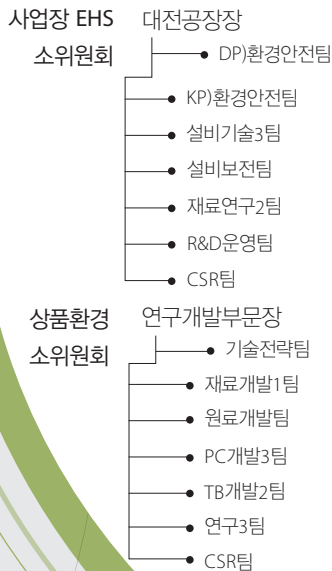 사업장 EHS 대전공장장
소위원회
DP)환경안전팀
KP)환경안전팀
설비기술3팀
설비보전팀
재료연구2팀
R&D운영팀
CSR팀
상품환경 연구개발부문장
소위원회
기술전략팀
재료개발1팀
원료개발팀
PC개발3팀
TB개발2팀
연구3팀
CSR팀